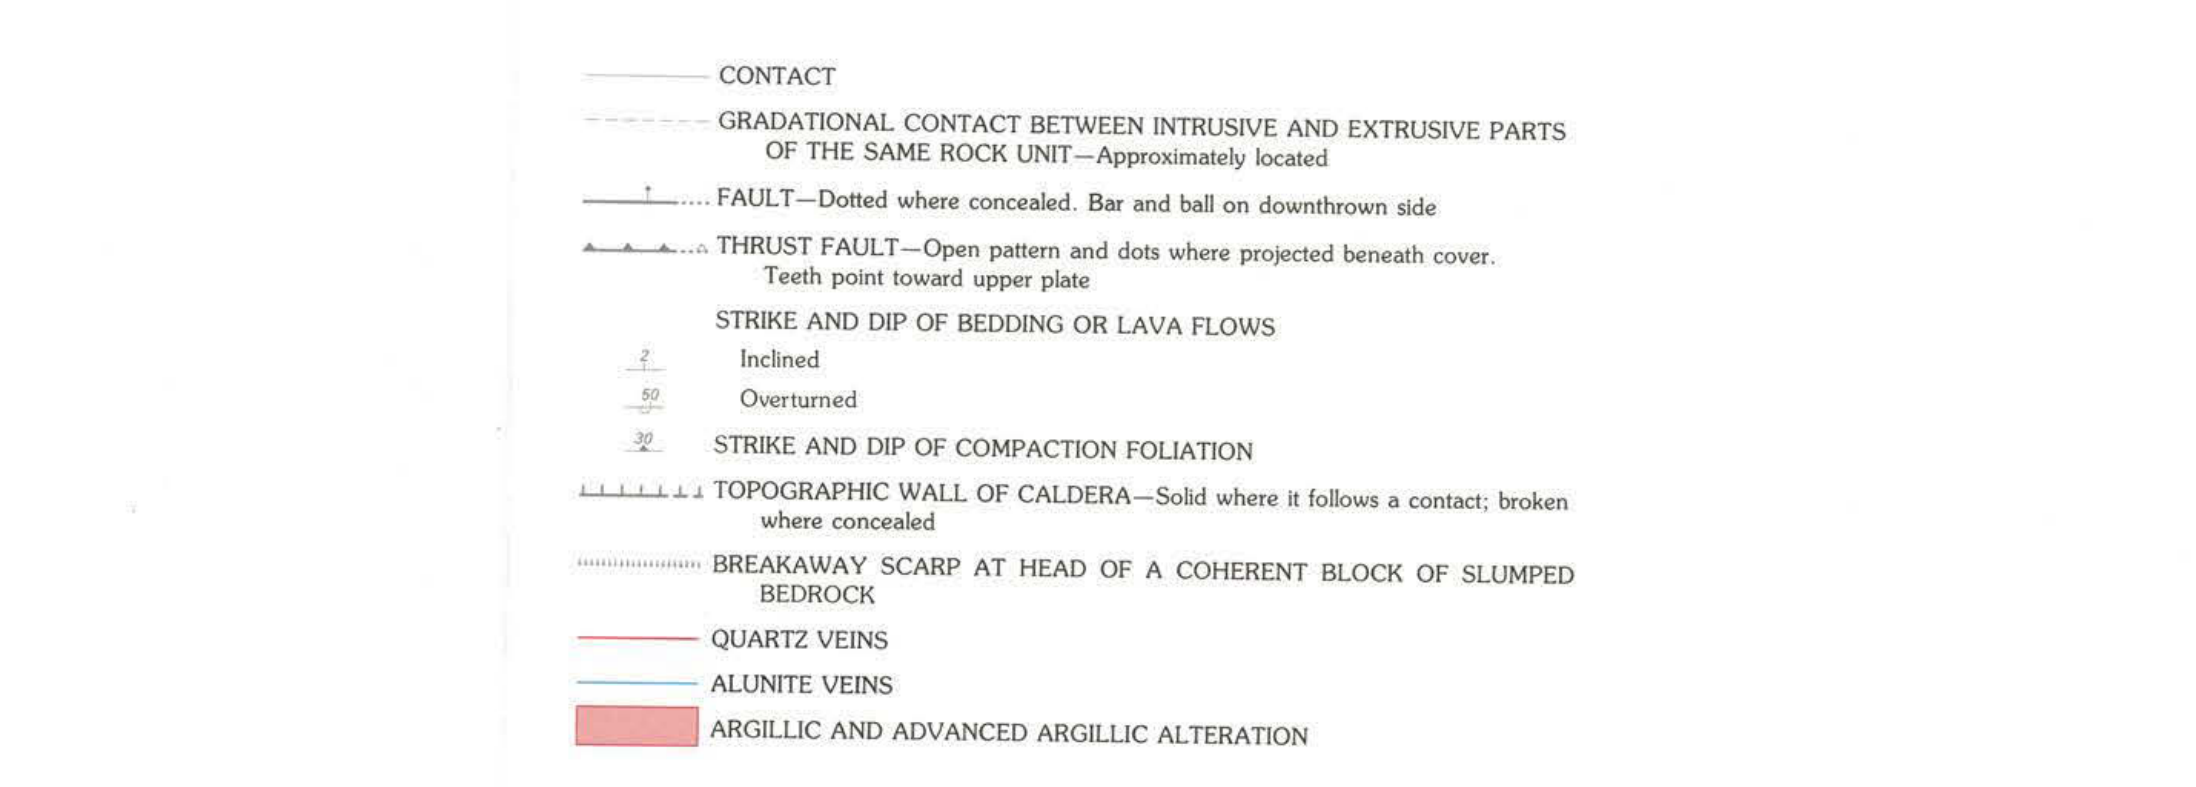 CONTACT
GRADATIONAL CONTACT BETWEEN INTRUSIVE AND EXTRUSIVE PARTS
OF THE SAME ROCK UNIT—Approximately located
FAULT—Dotted where concealed. Bar and ball on downthrown side
THRUST FAULT—Open pattern and dots where projected beneath cover.
Teeth point toward upper plate
STRIKE AND DIP OF BEDDING OR LAVA FLOWS
2 Inclined
50 Overturned
30 STRIKE AND DIP OF COMPACTION FOLIATION
TOPOGRAPHIC WALL OF CALDERA—Solid where it follows a contact; broken
where concealed
BREAKAWAY SCARP AT HEAD OF A COHERENT BLOCK OF SLUMPED
BEDROCK
QUARTZ VEINS
ALUNITE VEINS
ARGILLIC AND ADVANCED ARGILLIC ALTERATION